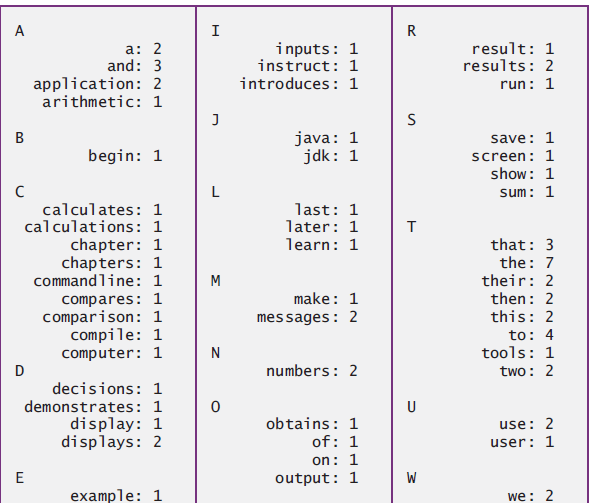 A
a: 2
and: 3
application: 2
arithmetic: 1
B
begin: 1
C
calculates: 1
calculations: 1
chapter: 1
chapters: 1
commandline: 1
compares: 1
comparison: 1
compile: 1
computer: 1
D
decisions: 1
demonstrates: 1
display: 1
displays: 2
E
example: 1
I
inputs: 1
instruct: 1
introduces: 1
J
java: 1
jdk: 1
L
last: 1
later: 1
learn: 1
M
make: 1
messages: 2
N
numbers: 2
O
obtains: 1
of: 1
on: 1
output: 1
R
result: 1
results: 2
run: 1
S
save: 1
screen: 1
show: 1
sum: 1
T
that: 3
the: 7
their: 2
then: 2
this: 2
to: 4
tools: 1
two: 2
U
use: 2
user: 1
W
we: 2